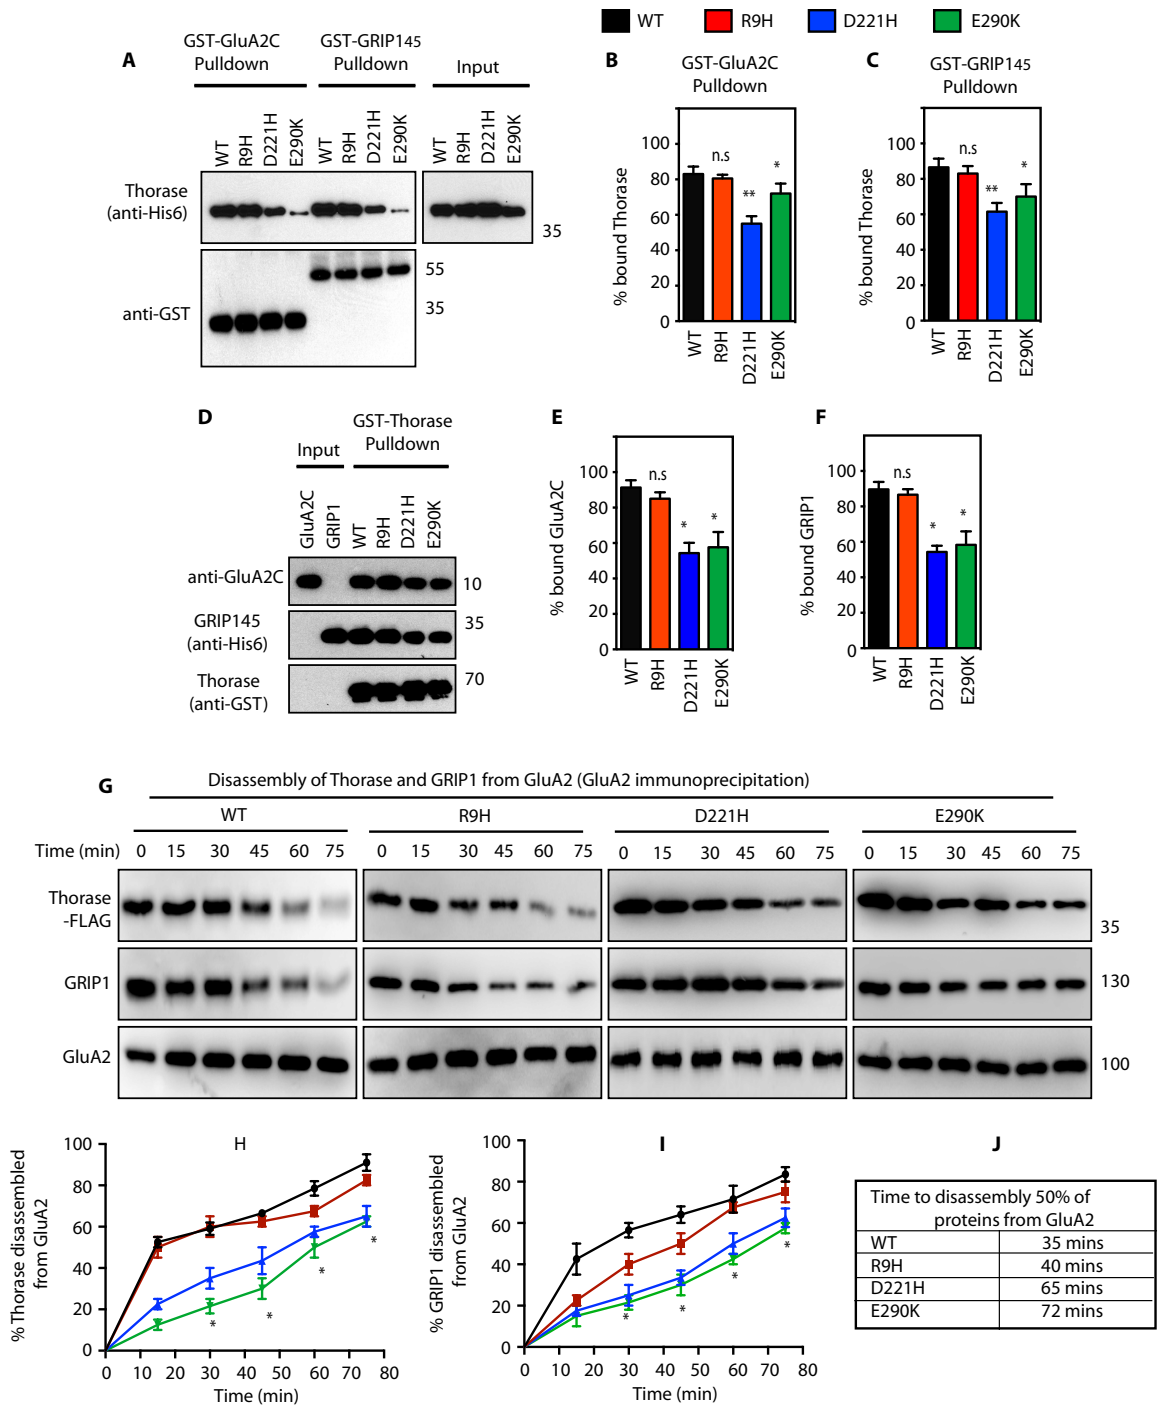 WT R9H D221H E290K
A
GST-GluA2C
Pulldown
GST-GRIP145
Pulldown
Input
WT R9H D221H E290K WT R9H D221H E290K WT R9H D221H E290K
Thorase
(anti-His6)
35
anti-GST
55
35
B
GST-GluA2C
Pulldown
% bound Thorase
100
80
60
40
20
0
n.s
**
*
WT R9H D221H E290K
C
GST-GRIP145
Pulldown
% bound Thorase
100
80
60
40
20
0
n.s
**
*
WT R9H D221H E290K
D
Input
GST-Thorase
Pulldown
GluA2C GRIP1 WT R9H D221H E290K
anti-GluA2C
10
GRIP145
(anti-His6)
35
Thorase
(anti-GST)
70
E
% bound GluA2C
100
80
60
40
20
0
n.s
*
*
WT R9H D221H E290K
F
% bound GRIP1
100
80
60
40
20
0
n.s
*
*
WT R9H D221H E290K
G
Disassembly of Thorase and GRIP1 from GluA2 (GluA2 immunoprecipitation)
WT R9H D221H E290K
Time (min) 0 15 30 45 60 75 0 15 30 45 60 75 0 15 30 45 60 75 0 15 30 45 60 75
Thorase
-FLAG
35
GRIP1
130
GluA2
100
H
% Thorase disassembled
from GluA2
100
80
60
40
20
0
*
*
*
*
0 10 20 30 40 50 60 70 80
Time (min)
I
% GRIP1 disassembled
from GluA2
100
80
60
40
20
0
*
*
*
*
0 10 20 30 40 50 60 70 80
Time (min)
J
Time to disassembly 50% of
proteins from GluA2
WT 35 mins
R9H 40 mins
D221H 65 mins
E290K 72 mins